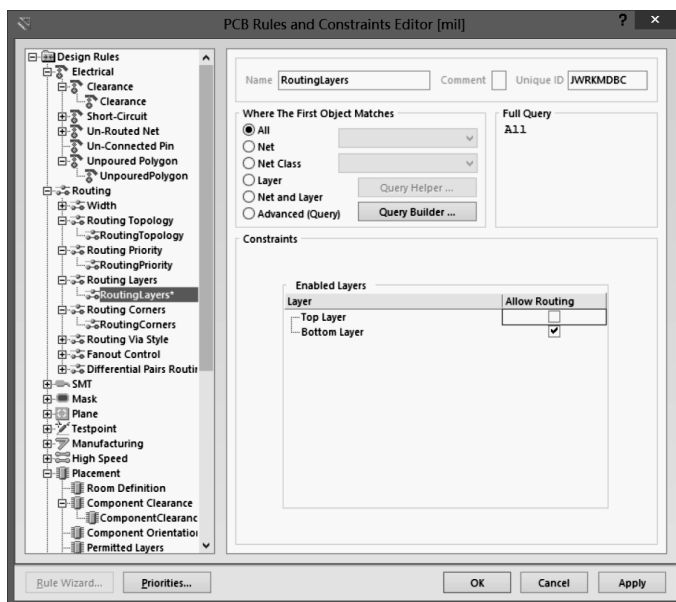 PCB Rules and Constraints Editor [mil]
? ×
Design Rules
Electrical
Clearance
Clearance
Short-Circuit
Un-Routed Net
Un-Connected Pin
Unpoured Polygon
UnpouredPolygon
Routing
Width
Routing Topology
RoutingTopology
Routing Priority
RoutingPriority
Routing Layers
RoutingLayers*
Routing Corners
RoutingCorners
Routing Via Style
Fanout Control
Differential Pairs Routir
SMT
Mask
Plane
Testpoint
Manufacturing
High Speed
Placement
Room Definition
Component Clearance
ComponentClearanc
Component Orientation
Permitted Layers
Name RoutingLayers Comment Unique ID JWRKMDBC
Where The First Object Matches
All
Net
Net Class
Layer
Net and Layer
Advanced (Query)
Query Helper ...
Query Builder ...
Full Query
All
Constraints
Enabled Layers
Layer Allow Routing
Top Layer
Bottom Layer
Rule Wizard... Priorities... OK Cancel Apply